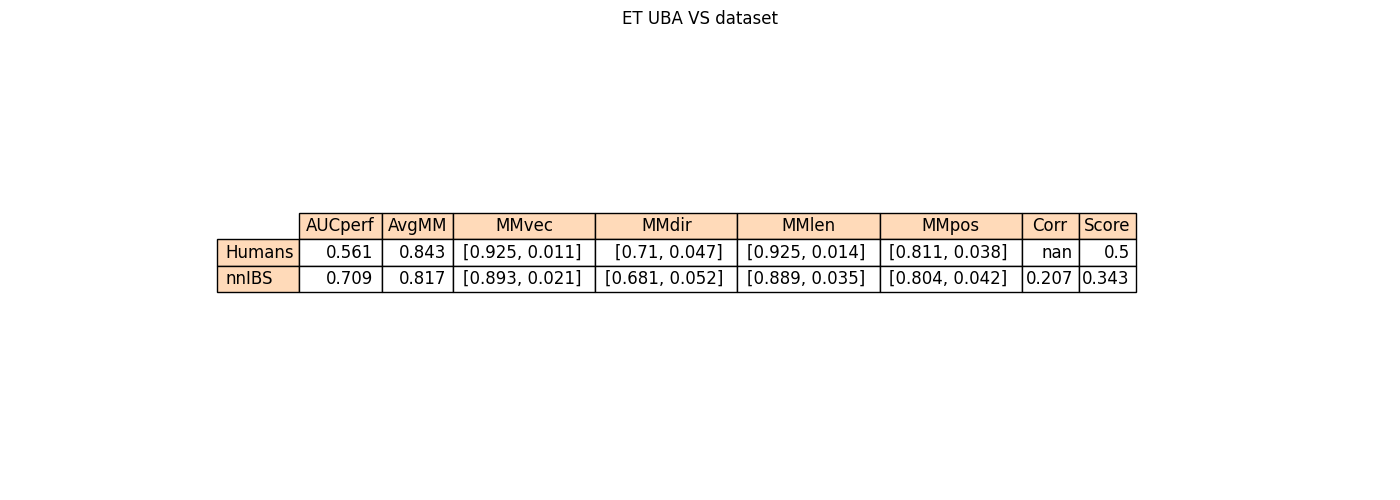 ET UBA VS dataset
AUCperf AvgMM MMvec MMdir MMlen MMpos Corr Score
Humans 0.561 0.843 [0.925, 0.011] [0.71, 0.047] [0.925, 0.014] [0.811, 0.038] nan 0.5
nnIBS 0.709 0.817 [0.893, 0.021] [0.681, 0.052] [0.889, 0.035] [0.804, 0.042] 0.207 0.343